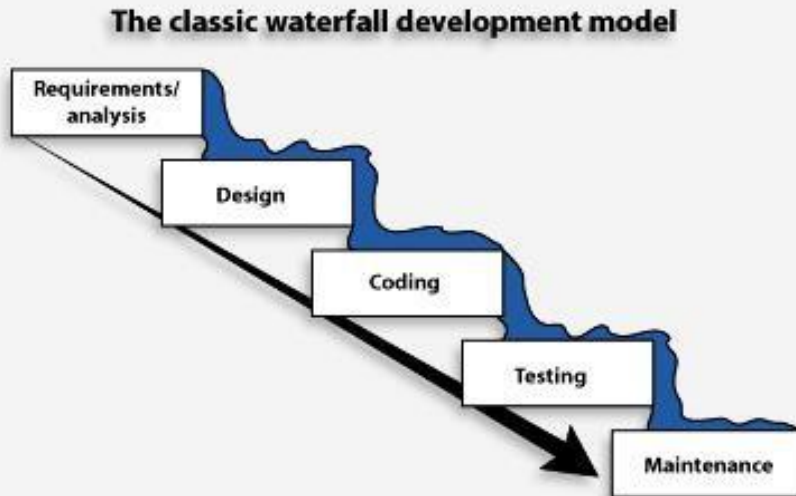 The classic waterfall development model
Requirements/
analysis
Design
Coding
Testing
Maintenance